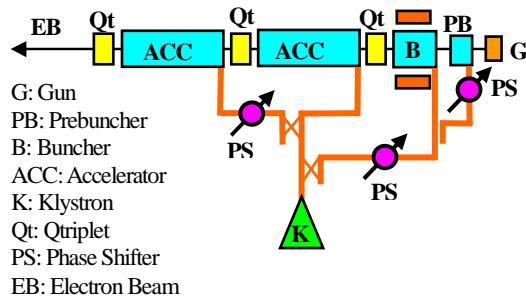 Qt Qt Qt PB
EB ACC ACC B G
PS PS PS
K
G: Gun
PB: Prebuncher
B: Buncher
ACC: Accelerator
K: Klystron
Qt: Qtriplet
PS: Phase Shifter
EB: Electron Beam